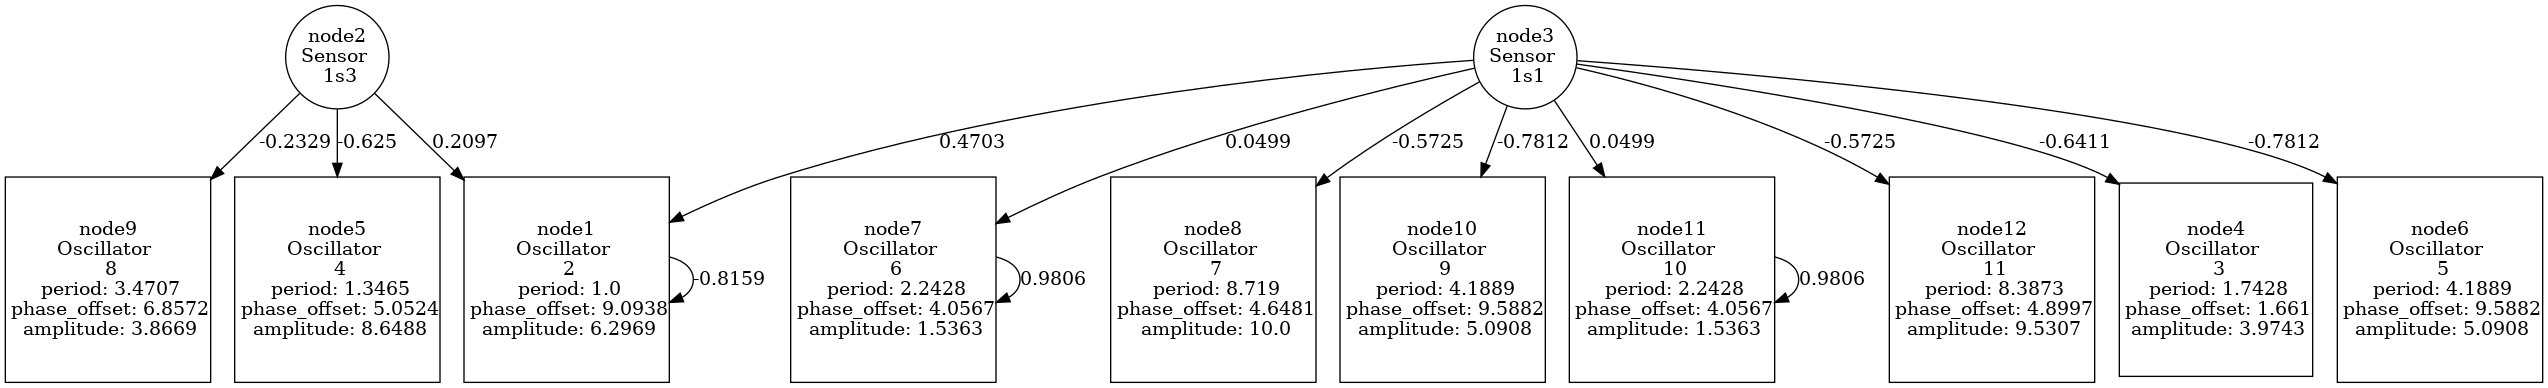 node2
Sensor
1s3
node3
Sensor
1s1
-0.2329
-0.625
0.2097
0.4703
0.0499
-0.5725
-0.7812
0.0499
-0.5725
-0.6411
-0.7812
node9
Oscillator
8
period: 3.4707
phase_offset: 6.8572
amplitude: 3.8669
node5
Oscillator
4
period: 1.3465
phase_offset: 5.0524
amplitude: 8.6488
node1
Oscillator
2
period: 1.0
phase_offset: 9.0938
amplitude: 6.2969
-0.8159
node7
Oscillator
6
period: 2.2428
phase_offset: 4.0567
amplitude: 1.5363
0.9806
node8
Oscillator
7
period: 8.719
phase_offset: 4.6481
amplitude: 10.0
node10
Oscillator
9
period: 4.1889
phase_offset: 9.5882
amplitude: 5.0908
node11
Oscillator
10
period: 2.2428
phase_offset: 4.0567
amplitude: 1.5363
0.9806
node12
Oscillator
11
period: 8.3873
phase_offset: 4.8997
amplitude: 9.5307
node4
Oscillator
3
period: 1.7428
phase_offset: 1.661
amplitude: 3.9743
node6
Oscillator
5
period: 4.1889
phase_offset: 9.5882
amplitude: 5.0908